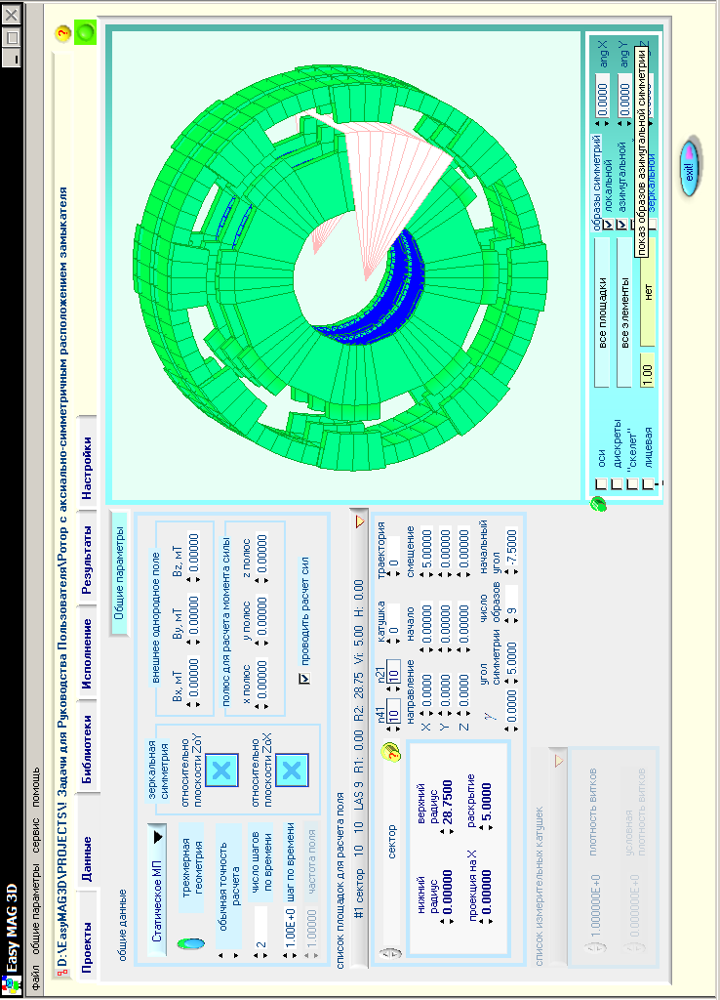 Easy MAG 3D
файл общие параметры сервис помощь
D:\EasyMAG3D\PROJECTS\! Задачи для Руководства Пользователя\Ротор с аксиально-симметричным расположением замыкателя
Проекты Данные Библиотеки Исполнение Результаты Настройки
общие данные
Общие параметры
Статическое МП
трехмерная геометрия
обычная точность расчета
число шагов по времени
2
1.00E+0 шаг по времени
1.00000 частота поля
зеркальная симметрия
относительно плоскости ZoY
относительно плоскости ZoX
внешнее однородное поле
Bx, мТ By, мТ Bz, мТ
0.00000 0.00000 0.00000
полюс для расчета момента силы
x полюс y полюс z полюс
0.00000 0.00000 0.00000
проводить расчет сил
список площадок для расчета поля
#1 сектор 10 10 LAS 9 R1: 0.00 R2: 28.75 Vi: 5.00 H: 0.00
сектор
n41 n21 катушка траектория
10 10 0 0
направление начало смещение
X 0.0000 0.00000 5.00000
Y 0.0000 0.00000 0.00000
Z 0.0000 0.00000 0.00000
γ угол симметрии число образов начальный угол
0.0000 5.0000 9 -7.5000
нижний радиус верхний радиус
0.00000 28.7500
проекция на X раскрытие
0.00000 5.0000
список измерительных катушек
1.000000E+0 плотность витков
0.000000E+0 условная плотность витков
оси
дискреты
"скелет"
лицевая
все площадки
все элементы
1.00 нет
образы симметрии
локальной
азимутальной
зеркальной
0.0000 ang X
0.0000 ang Y
показ образов азимутальной симметрии
exit!